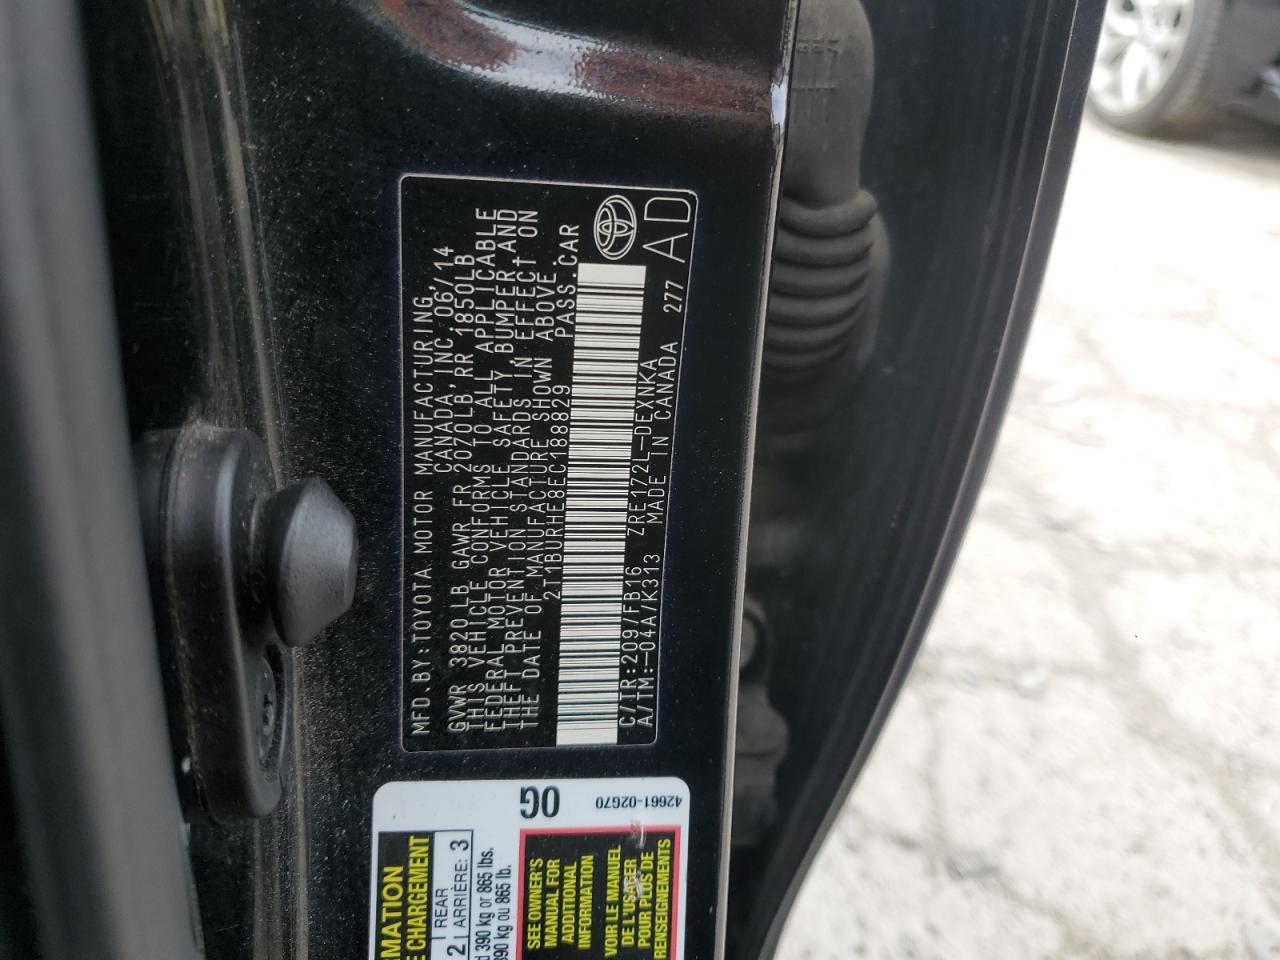 MFD.BY:TOYOTA MOTOR MANUFACTURING,
CANADA,INC.06/14
GVWR 3820LB GAWR FR 2070LB, RR 1850LB
THIS VEHICLE CONFORMS TO ALL APPLICABLE
FEDERAL MOTOR VEHICLE SAFETY,BUMPER,AND
THEFT PREVENTION STANDARDS IN EFFECT ON
THE DATE OF MANUFACTURE SHOWN ABOVE.
2T1BURHE8EC188829 PASS.CAR
C/TR:209/FB16 ZRE172L-DEXNKA
A/TM:-04A/K313 MADE IN CANADA 277
AD
0G
42661-02G70
REAR
2 ARRIÈRE: 3
390 kg or 865 lbs.
390 kg ou 865 lb.
SEE OWNER'S
MANUAL FOR
ADDITIONAL
INFORMATION
VOIR LE MANUEL
DE L'USAGER
POUR PLUS DE
RENSEIGNEMENTS